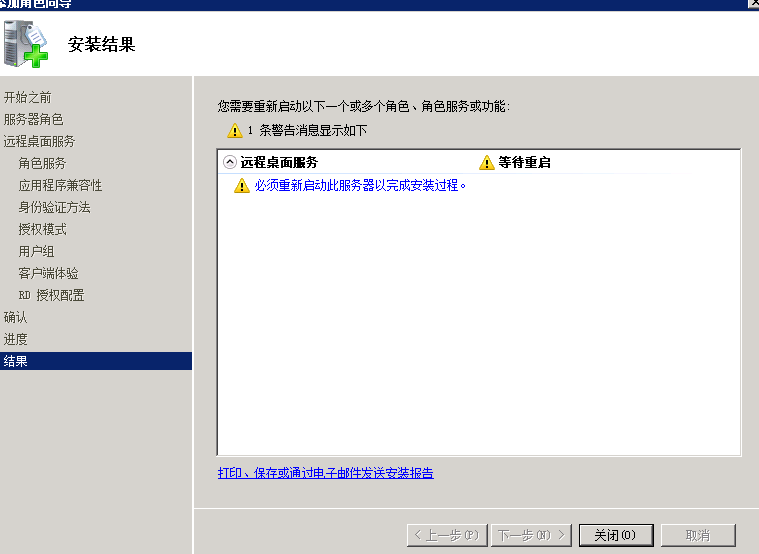 添加角色向导
安装结果
开始之前
服务器角色
远程桌面服务
角色服务
应用程序兼容性
身份验证方法
授权模式
用户组
客户端体验
RD 授权配置
确认
进度
结果
您需要重新启动以下一个或多个角色、角色服务或功能:
1 条警告消息显示如下
远程桌面服务 等待重启
必须重新启动此服务器以完成安装过程。
打印、保存或通过电子邮件发送安装报告
< 上一步(P) 下一步(N) > 关闭(O) 取消